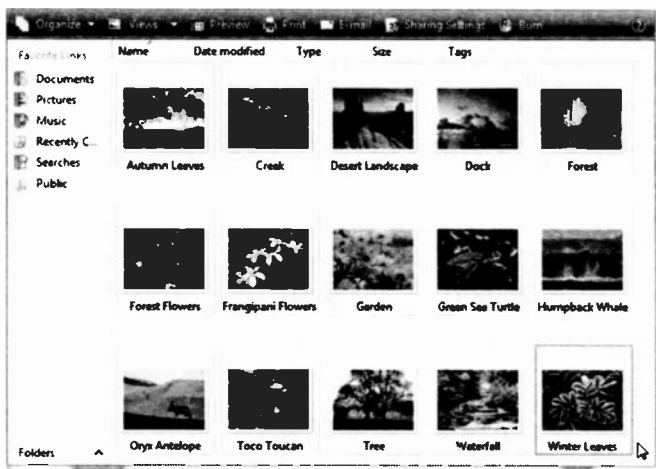 Organize Views Preview Print E-mail Sharing Settings Burn
Favorite Links
Name Date modified Type Size Tags
Documents
Pictures
Music
Recently C...
Searches
Public
Autumn Leaves Creek Desert Landscape Dock Forest
Forest Flowers Frangipani Flowers Garden Green Sea Turtle Humpback Whale
Oryx Antelope Toco Toucan Tree Waterfall Winter Leaves
Folders